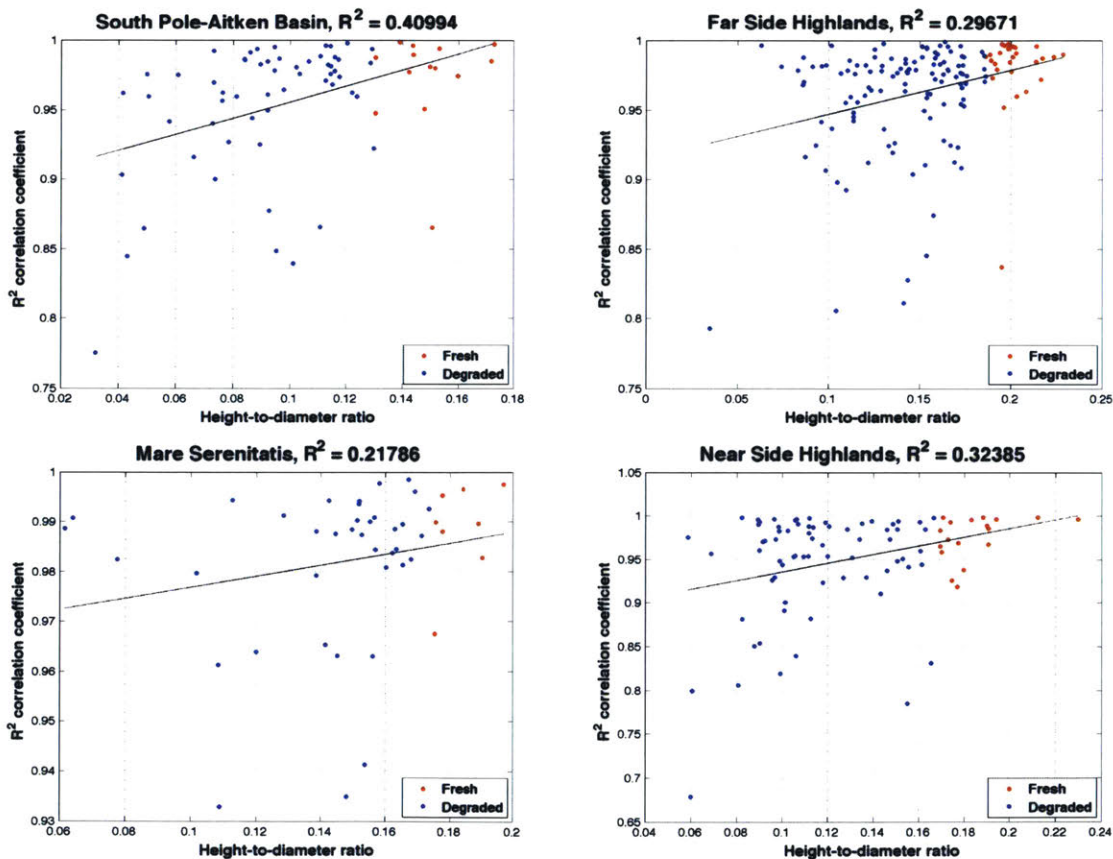 South Pole-Aitken Basin, R² = 0.40994
R² correlation coefficient
1
0.95
0.9
0.85
0.8
0.75
0.02 0.04 0.06 0.08 0.1 0.12 0.14 0.16 0.18
Height-to-diameter ratio
Fresh
Degraded
Far Side Highlands, R² = 0.29671
R² correlation coefficient
1
0.95
0.9
0.85
0.8
0.75
0 0.05 0.1 0.15 0.2 0.25
Height-to-diameter ratio
Fresh
Degraded
Mare Serenitatis, R² = 0.21786
R² correlation coefficient
1
0.99
0.98
0.97
0.96
0.95
0.94
0.93
0.06 0.08 0.1 0.12 0.14 0.16 0.18 0.2
Height-to-diameter ratio
Fresh
Degraded
Near Side Highlands, R² = 0.32385
R² correlation coefficient
1.05
1
0.95
0.9
0.85
0.8
0.75
0.7
0.65
0.04 0.06 0.08 0.1 0.12 0.14 0.16 0.18 0.2 0.22 0.24
Height-to-diameter ratio
Fresh
Degraded